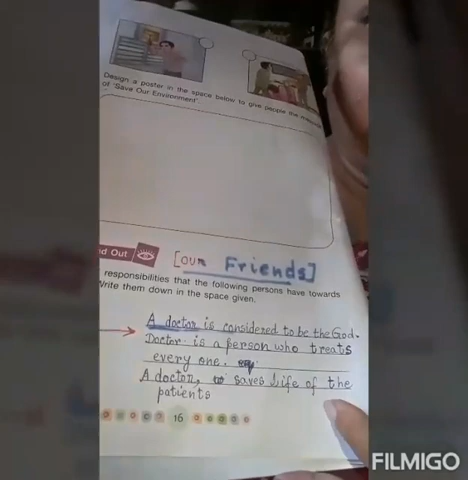 Design a poster in the space below to give people the message
of 'Save Our Environment'.
nd Out
[our Friends]
responsibilities that the following persons have towards
Write them down in the space given.
A doctor is considered to be the God.
Doctor is a person who treats
every one.
A doctor, saves life of the
patients
16
FILMIGO